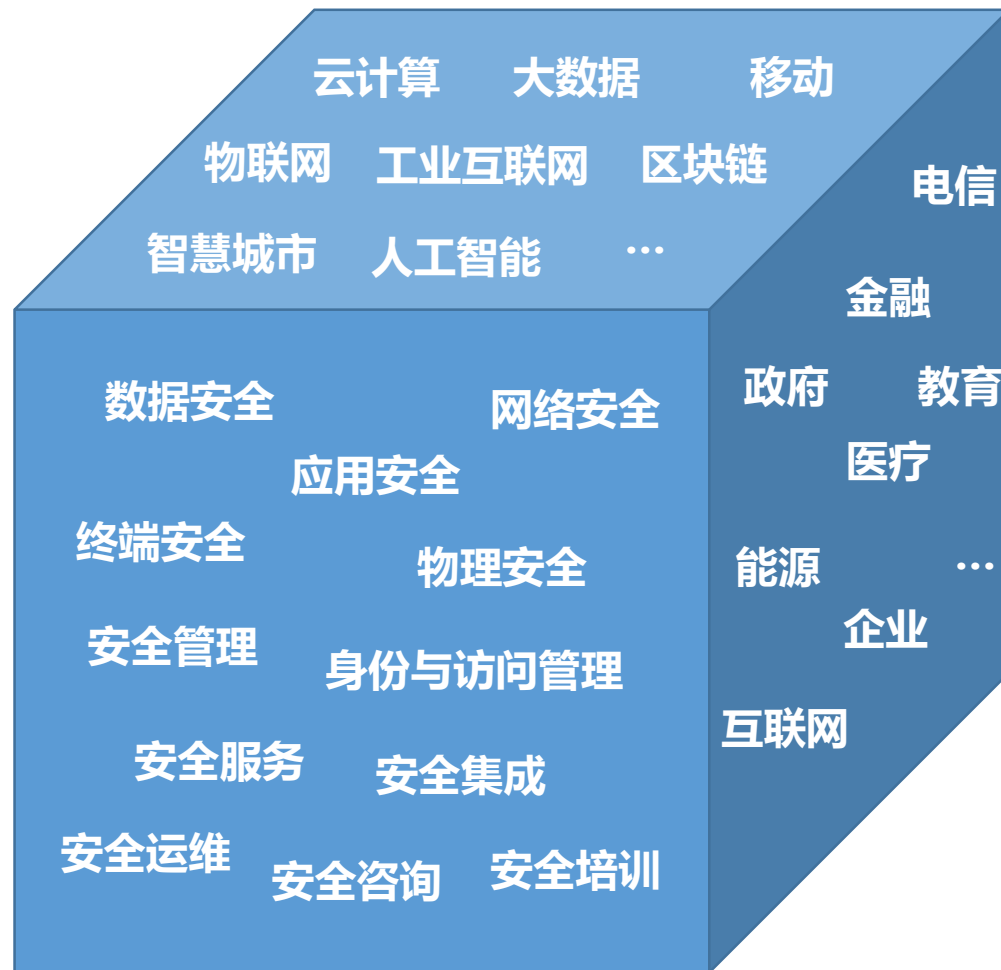 云计算 大数据 移动
物联网 工业互联网 区块链
智慧城市 人工智能 …
数据安全 网络安全
应用安全
终端安全 物理安全
安全管理 身份与访问管理
安全服务 安全集成
安全运维 安全咨询 安全培训
电信
金融
政府 教育
医疗
能源 …
企业
互联网